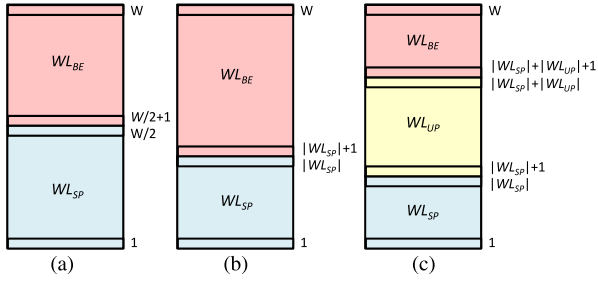 W
WL_BE
W/2+1
W/2
WL_SP
1
(a)
W
WL_BE
|WL_SP|+1
|WL_SP|
WL_SP
1
(b)
W
WL_BE
|WL_SP|+|WL_UP|+1
|WL_SP|+|WL_UP|
WL_UP
|WL_SP|+1
|WL_SP|
WL_SP
1
(c)